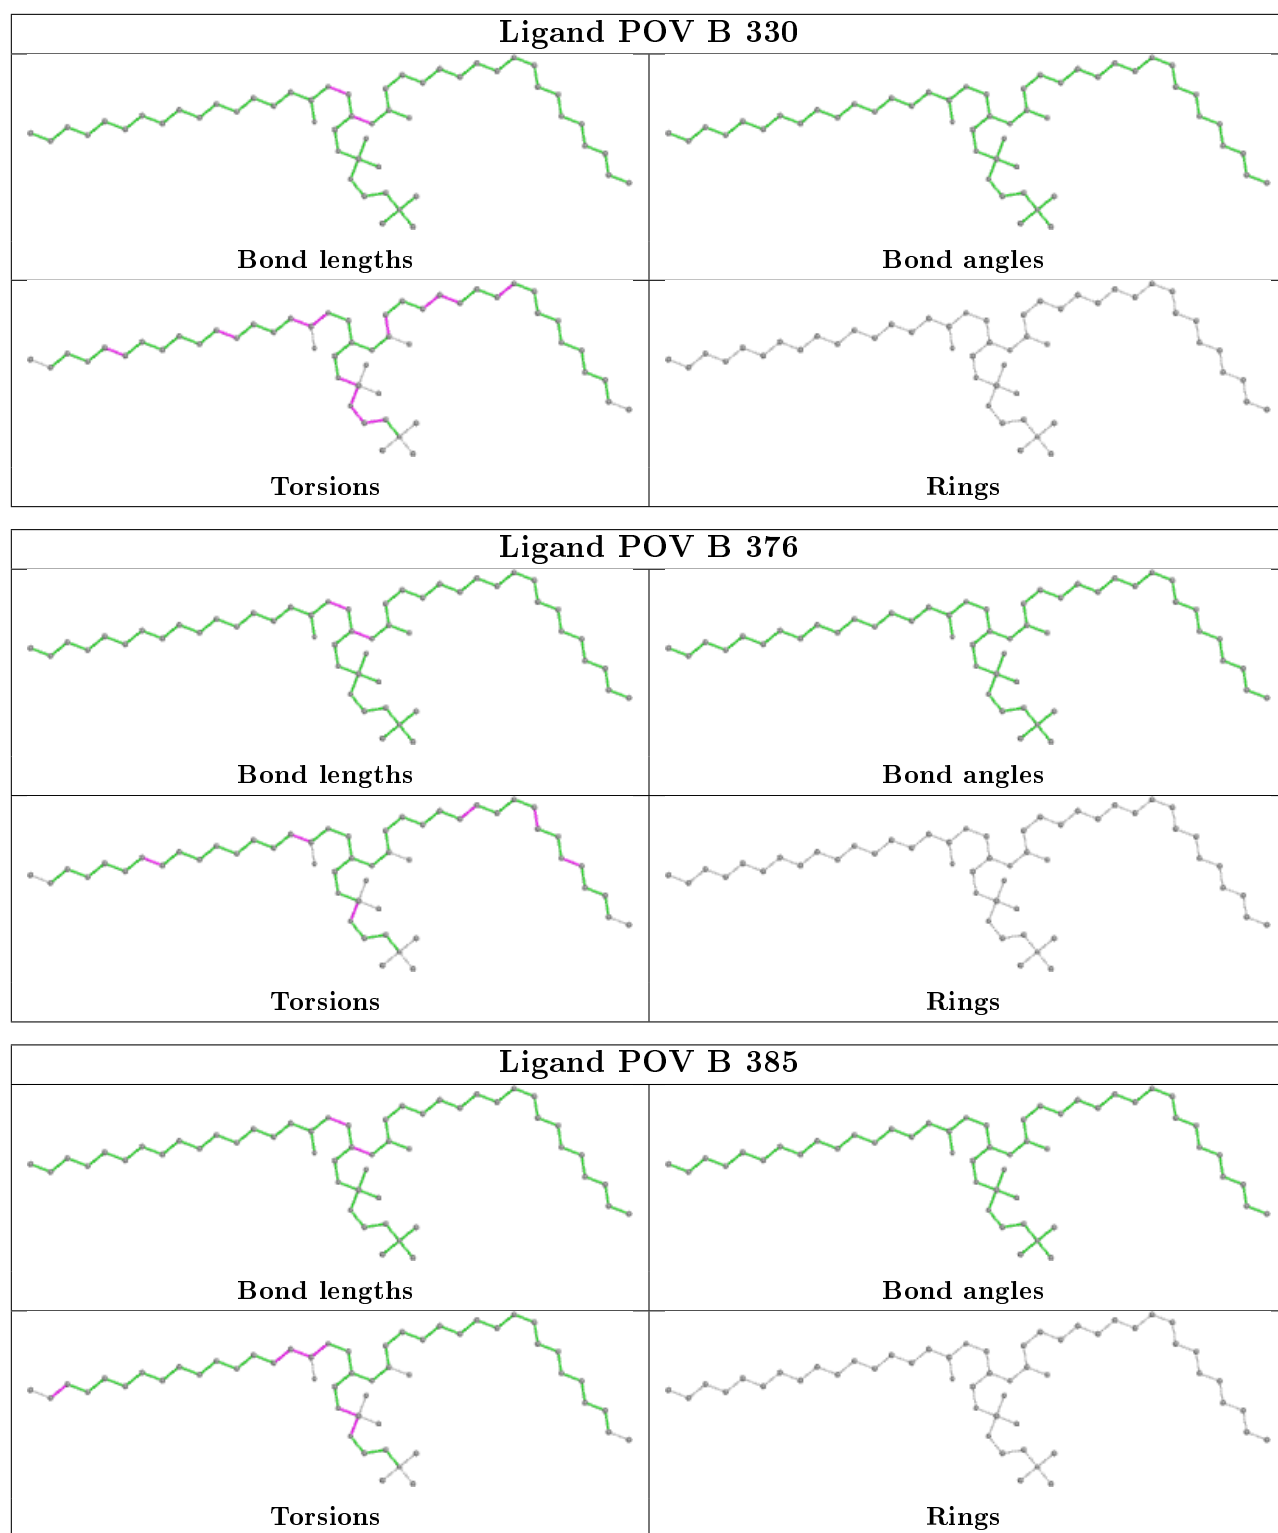 Ligand POV B 330
Bond lengths
Bond angles
Torsions
Rings
Ligand POV B 376
Bond lengths
Bond angles
Torsions
Rings
Ligand POV B 385
Bond lengths
Bond angles
Torsions
Rings